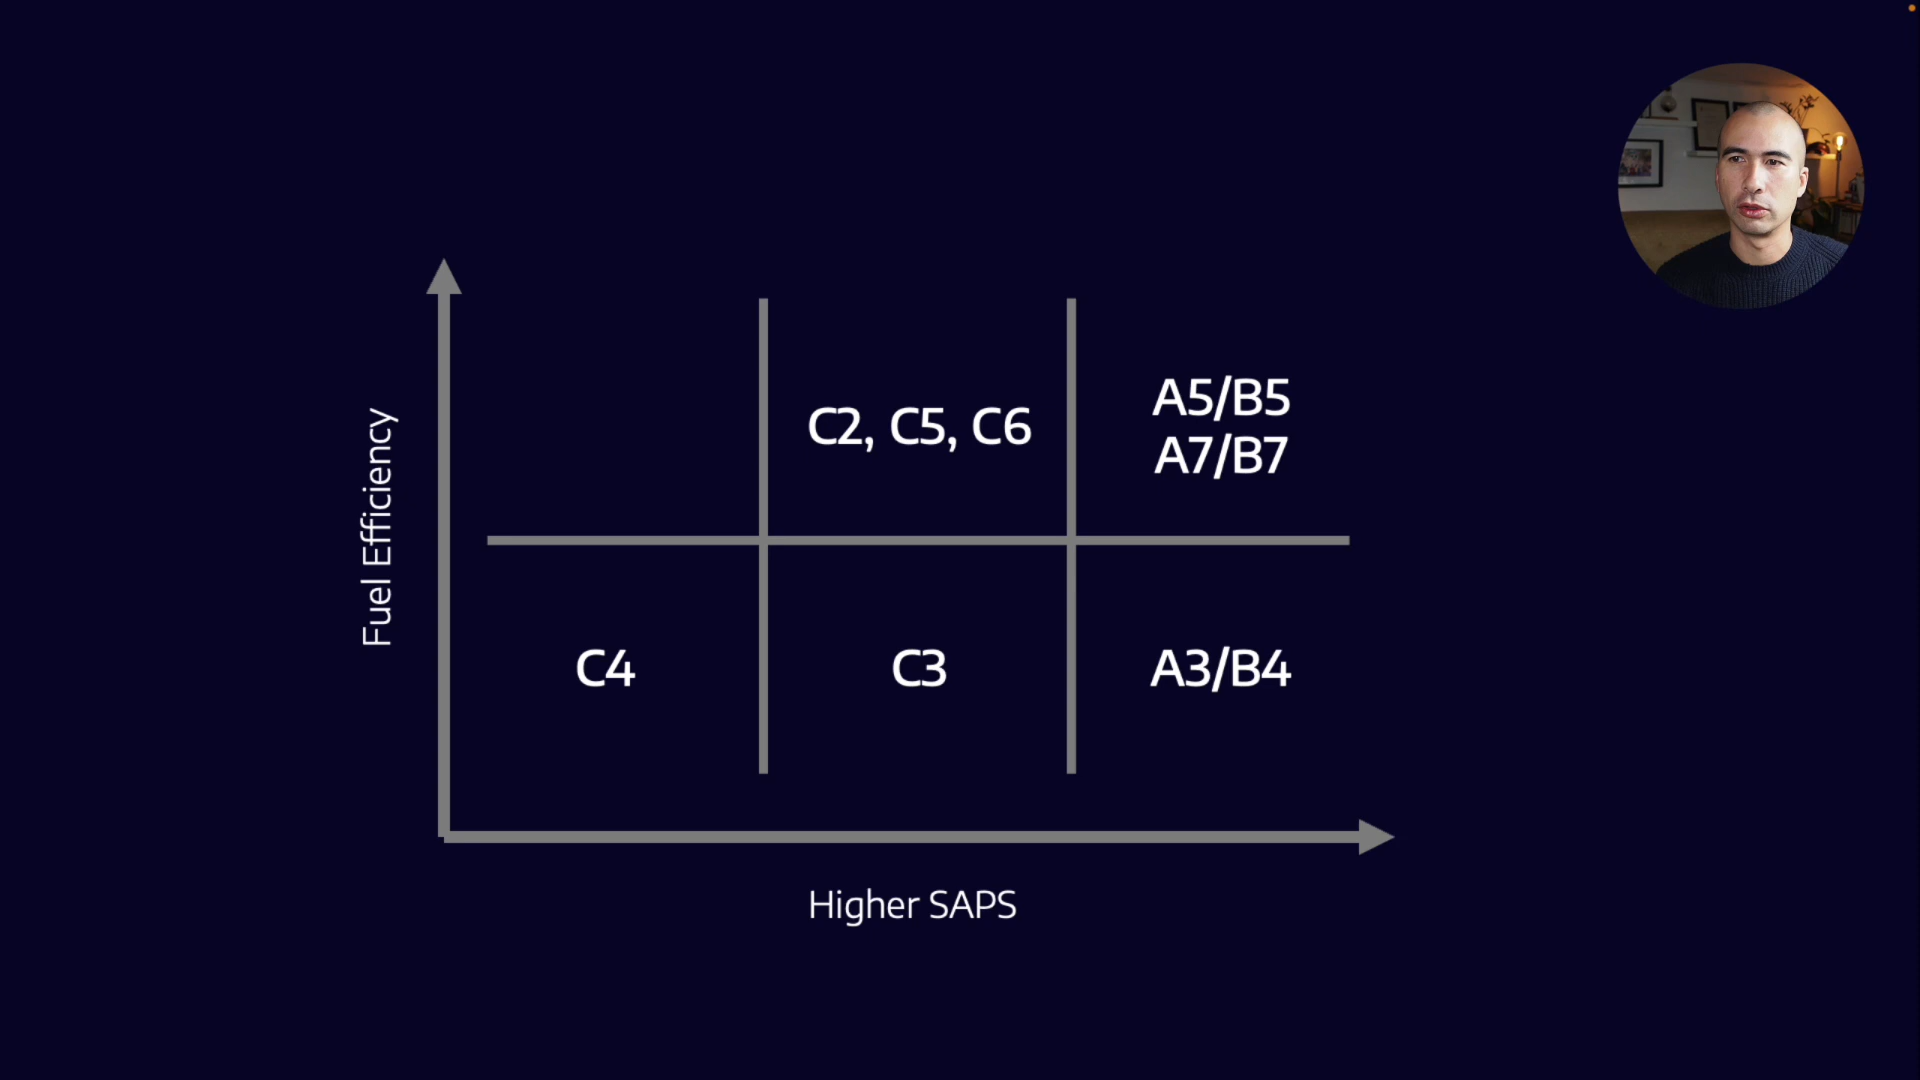 Fuel Efficiency
C2, C5, C6
A5/B5
A7/B7
C4
C3
A3/B4
Higher SAPS